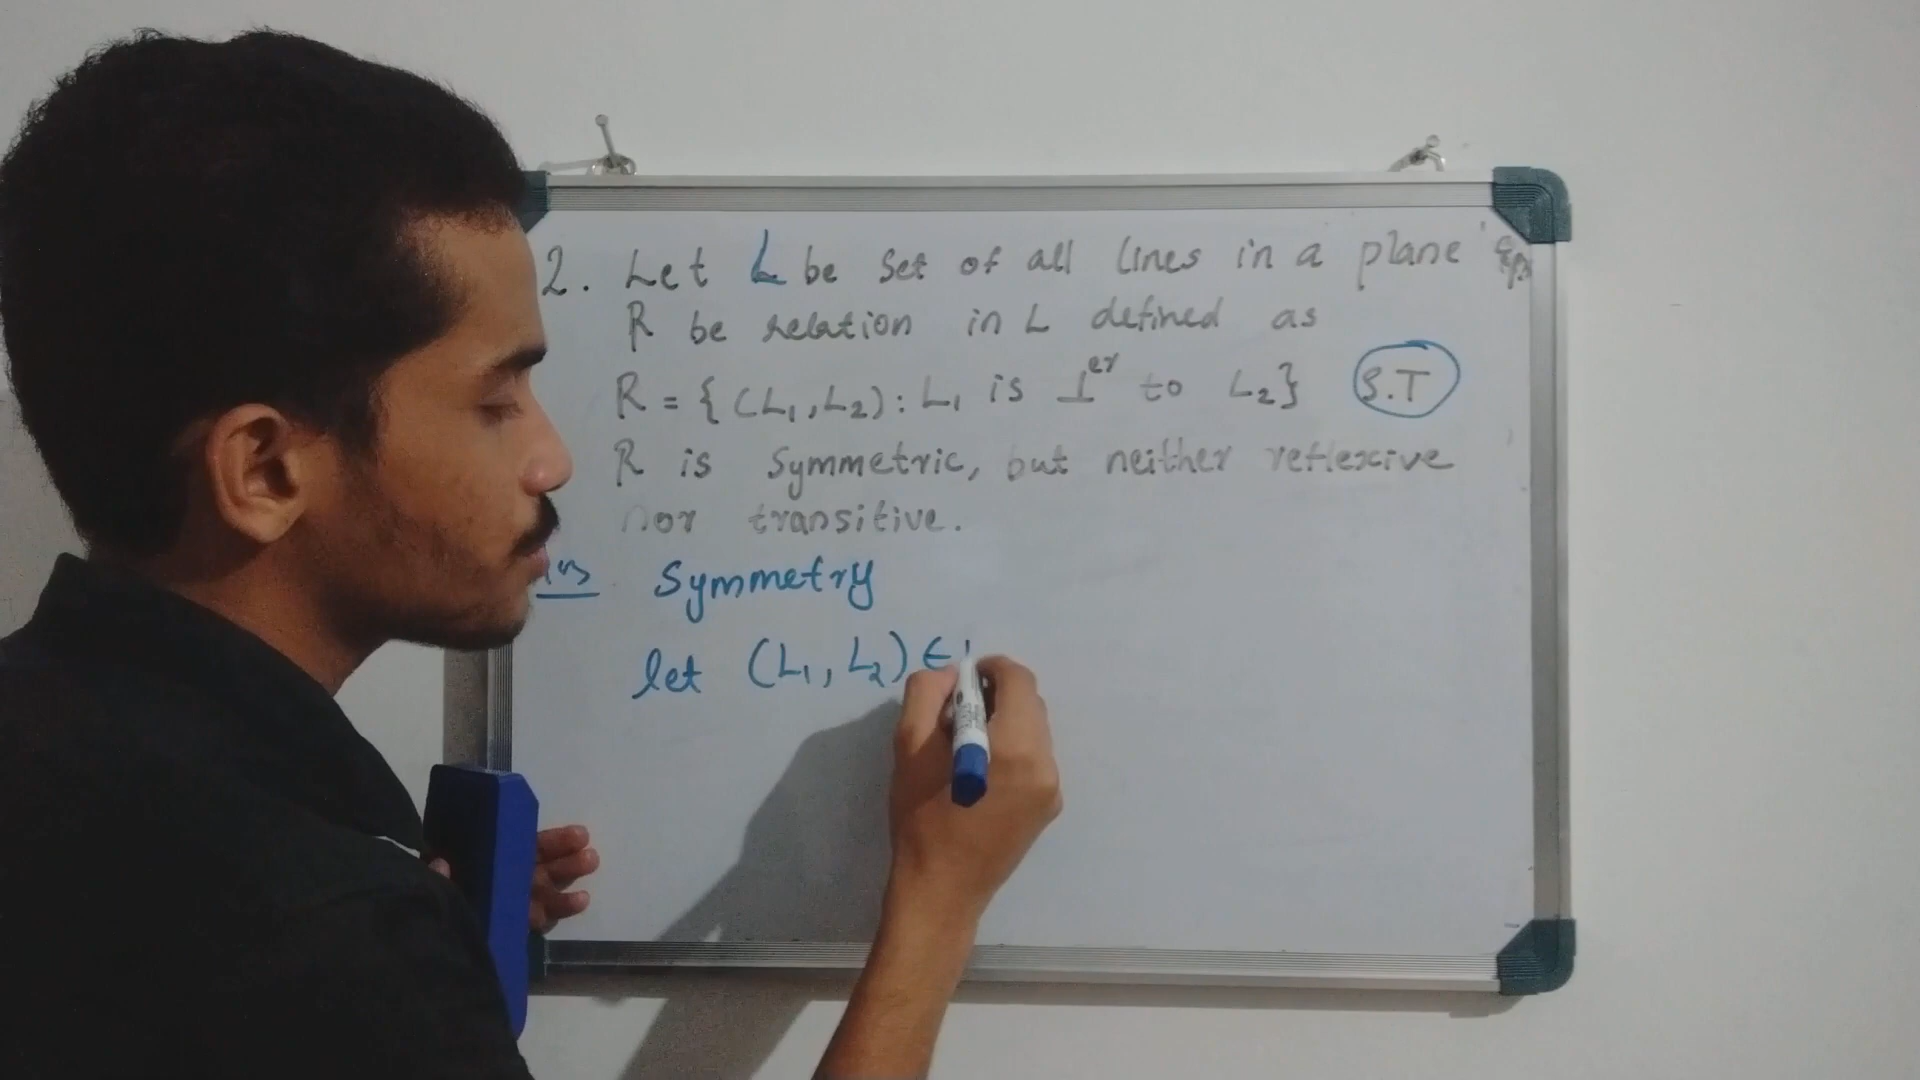 2. Let L be set of all lines in a plane &
R be relation in L defined as
R = { (L₁, L₂) : L₁ is ⊥ᵉʳ to L₂} S.T
R is symmetric, but neither reflexive
nor transitive.
Ans Symmetry
let (L₁, L₂) ∈